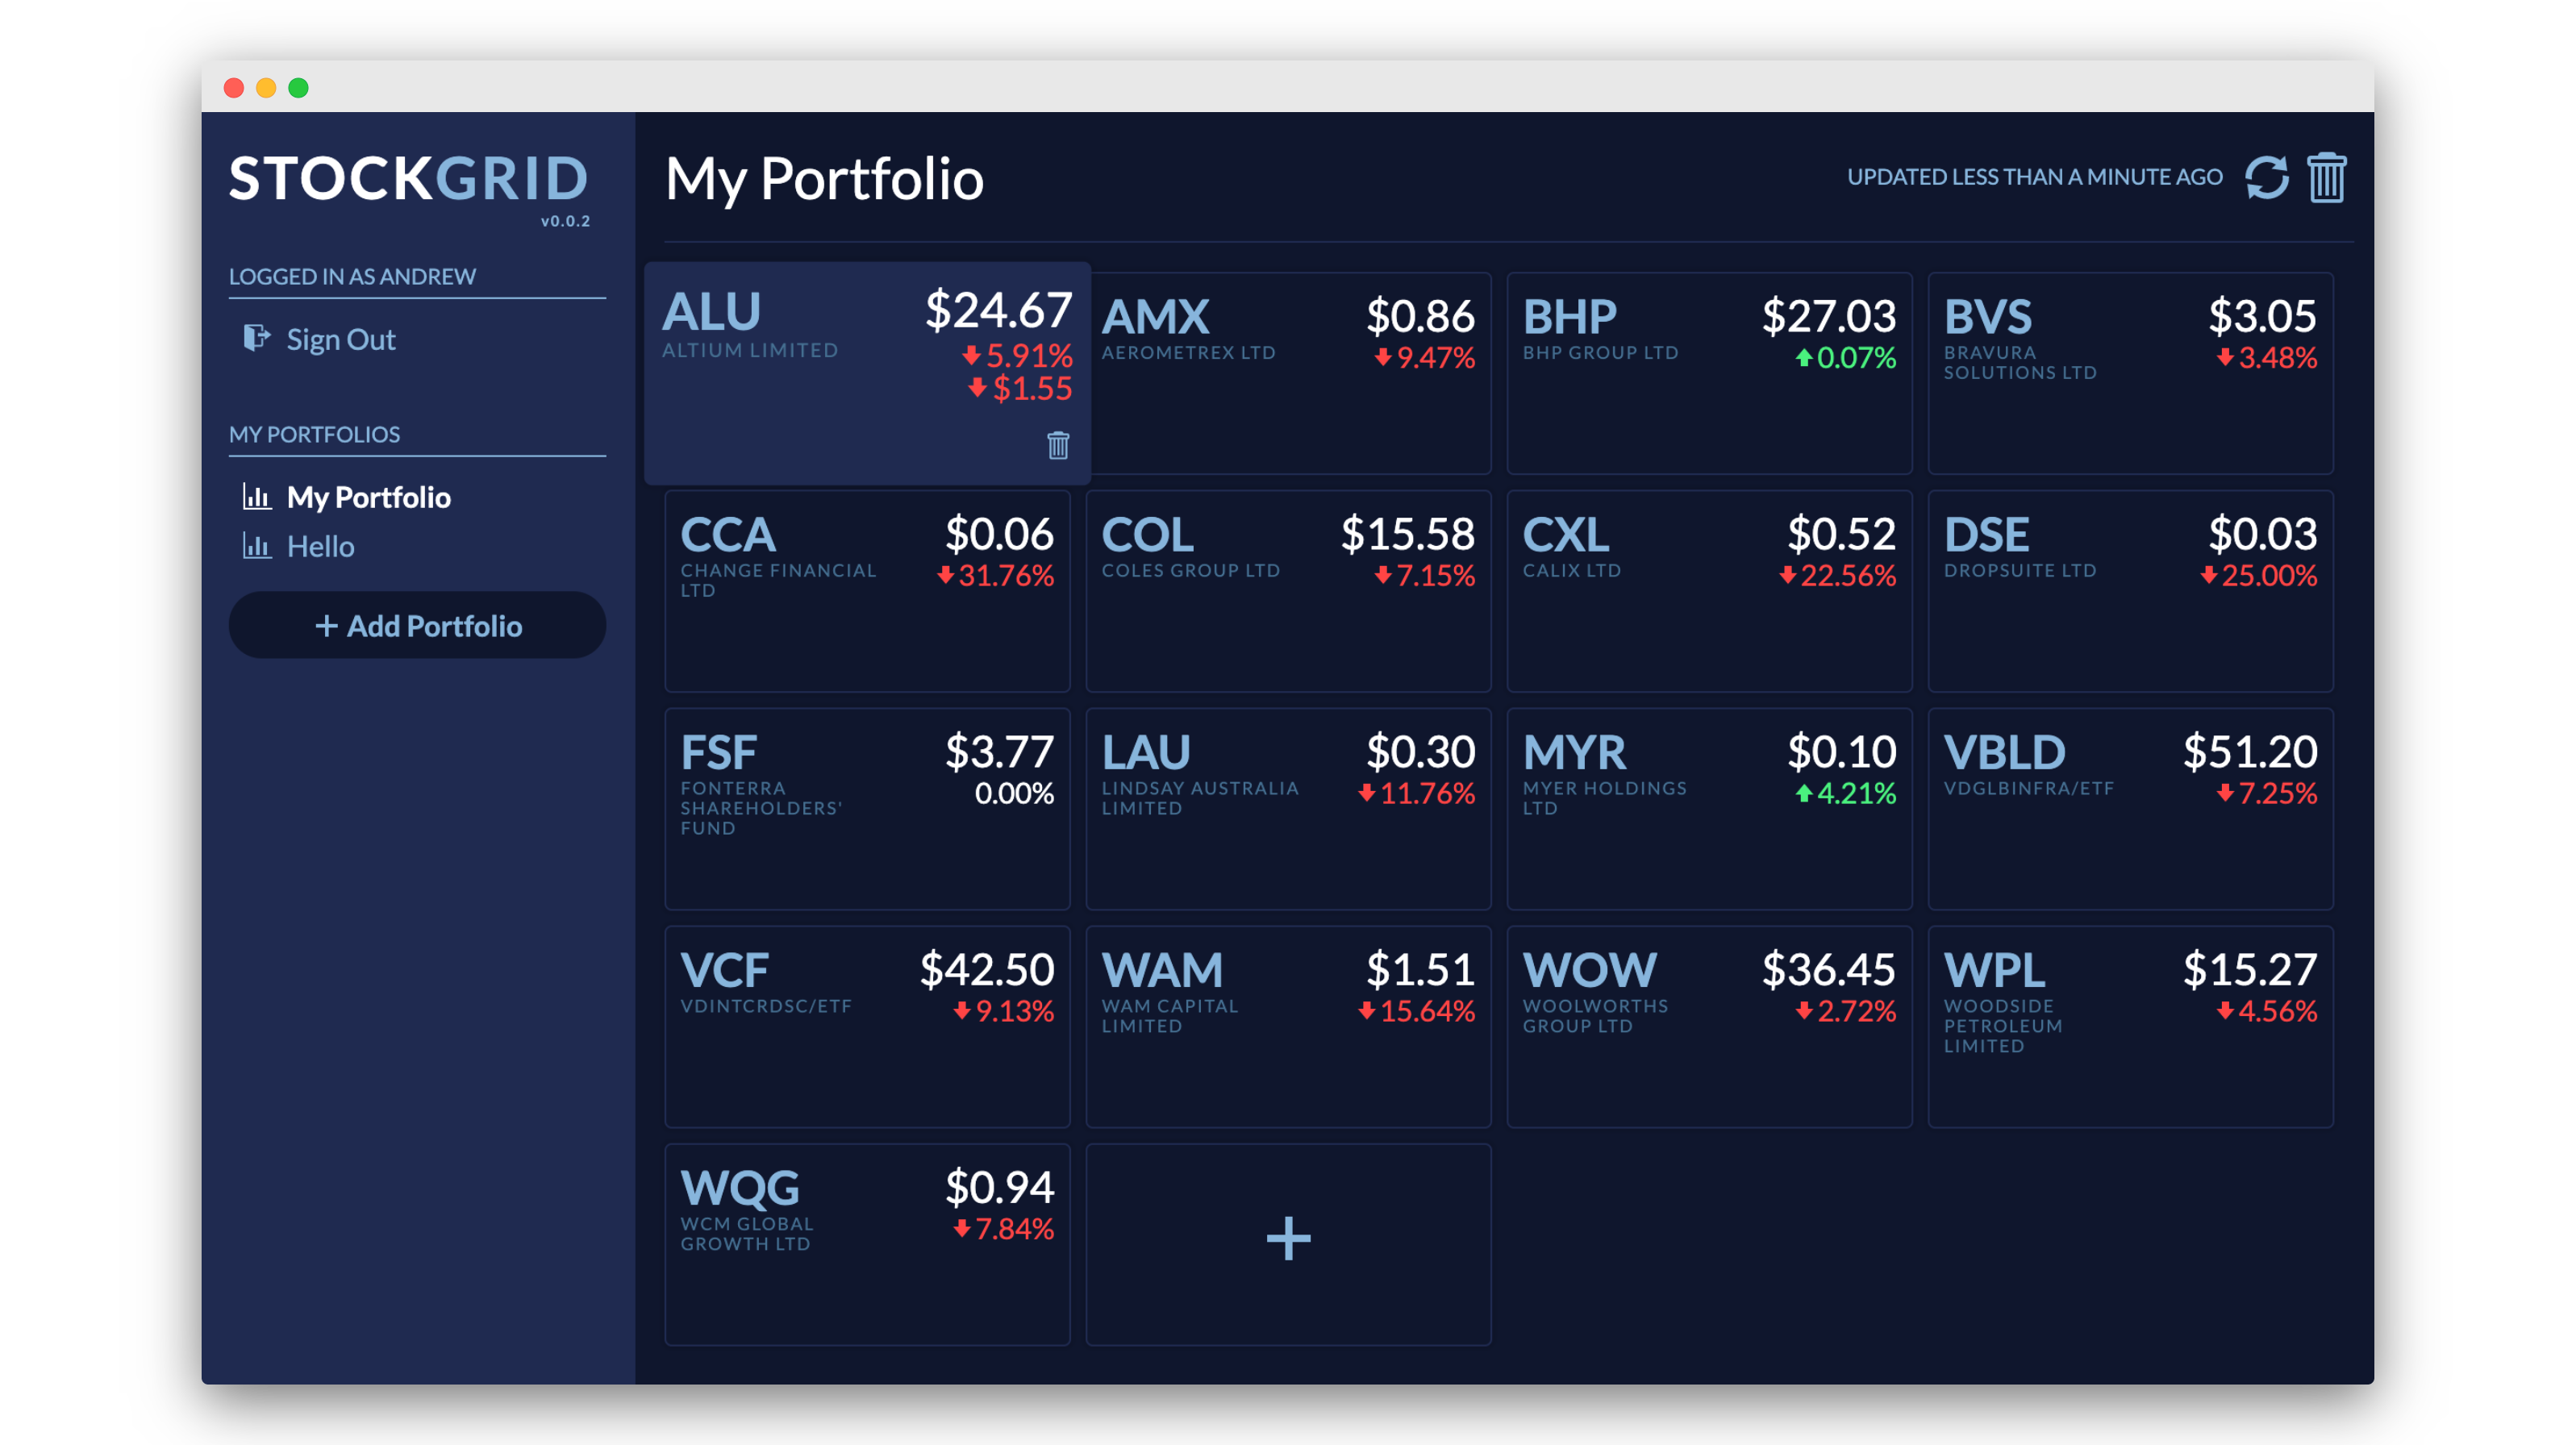 STOCKGRID
v0.0.2
LOGGED IN AS ANDREW
Sign Out
MY PORTFOLIOS
My Portfolio
Hello
+ Add Portfolio
My Portfolio
UPDATED LESS THAN A MINUTE AGO
ALU
$24.67
ALTIUM LIMITED
5.91%
$1.55
AMX
$0.86
AEROMETREX LTD
9.47%
BHP
$27.03
BHP GROUP LTD
0.07%
BVS
$3.05
BRAVURA
SOLUTIONS LTD
3.48%
CCA
$0.06
CHANGE FINANCIAL
LTD
31.76%
COL
$15.58
COLES GROUP LTD
7.15%
CXL
$0.52
CALIX LTD
22.56%
DSE
$0.03
DROPSUITE LTD
25.00%
FSF
$3.77
FONTERRA
SHAREHOLDERS'
FUND
0.00%
LAU
$0.30
LINDSAY AUSTRALIA
LIMITED
11.76%
MYR
$0.10
MYER HOLDINGS
LTD
4.21%
VBLD
$51.20
VDGLBINFRA/ETF
7.25%
VCF
$42.50
VDINTCRDSC/ETF
9.13%
WAM
$1.51
WAM CAPITAL
LIMITED
15.64%
WOW
$36.45
WOOLWORTHS
GROUP LTD
2.72%
WPL
$15.27
WOODSIDE
PETROLEUM
LIMITED
4.56%
WQG
$0.94
WCM GLOBAL
GROWTH LTD
7.84%
+